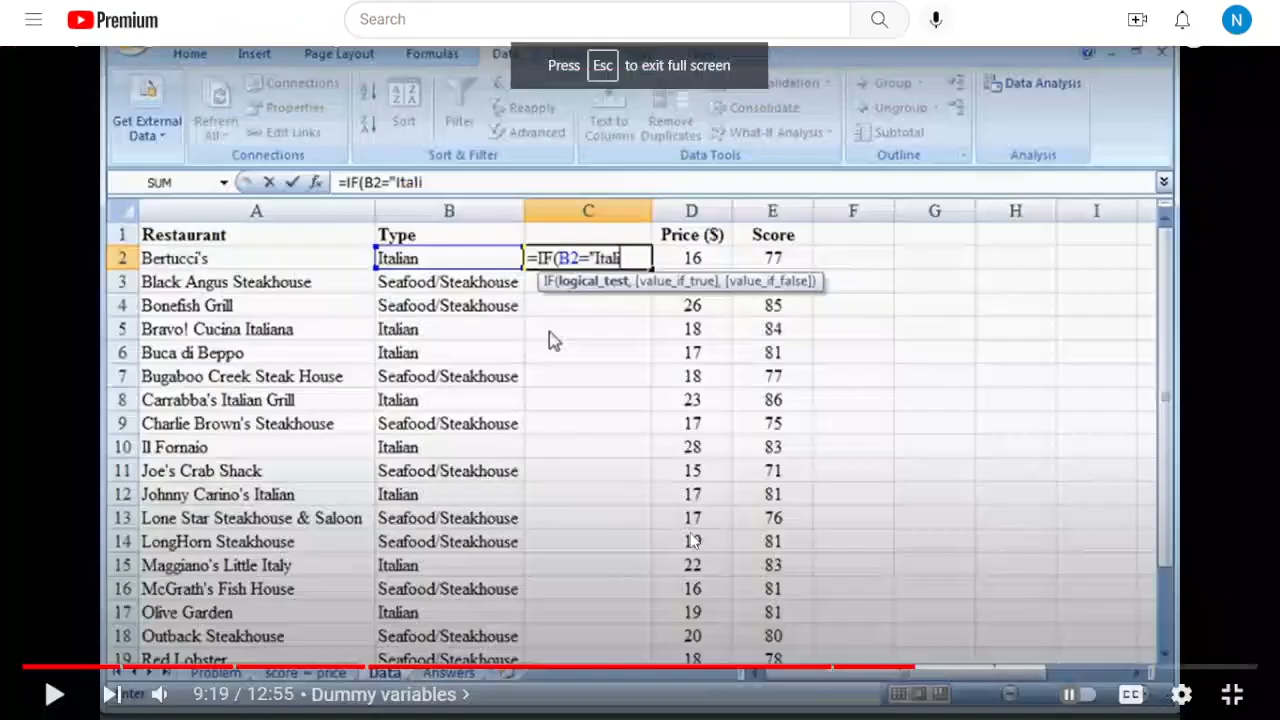 Premium
Search
N
Press Esc to exit full screen
Home Insert Page Layout Formulas
Get External Data
Refresh All
Connections
Properties
Edit Links
Connections
Sort
Filter
Reapply
Advanced
Sort & Filter
Text to Columns
Remove Duplicates
Consolidate
What-If Analysis
Data Tools
Group
Ungroup
Subtotal
Outline
Data Analysis
Analysis
SUM =IF(B2="Itali
A B C D E F G H I
1 Restaurant Type Price ($) Score
2 Bertucci's Italian =IF(B2="Itali 16 77
IF(logical_test, [value_if_true], [value_if_false])
3 Black Angus Steakhouse Seafood/Steakhouse
4 Bonefish Grill Seafood/Steakhouse 26 85
5 Bravo! Cucina Italiana Italian 18 84
6 Buca di Beppo Italian 17 81
7 Bugaboo Creek Steak House Seafood/Steakhouse 18 77
8 Carrabba's Italian Grill Italian 23 86
9 Charlie Brown's Steakhouse Seafood/Steakhouse 17 75
10 Il Fornaio Italian 28 83
11 Joe's Crab Shack Seafood/Steakhouse 15 71
12 Johnny Carino's Italian Italian 17 81
13 Lone Star Steakhouse & Saloon Seafood/Steakhouse 17 76
14 LongHorn Steakhouse Seafood/Steakhouse 81
15 Maggiano's Little Italy Italian 22 83
16 McGrath's Fish House Seafood/Steakhouse 16 81
17 Olive Garden Italian 19 81
18 Outback Steakhouse Seafood/Steakhouse 20 80
19 Red Lobster Seafood/Steakhouse 18 78
Problem score – price Data Answers
9:19 / 12:55 • Dummy variables >
CC